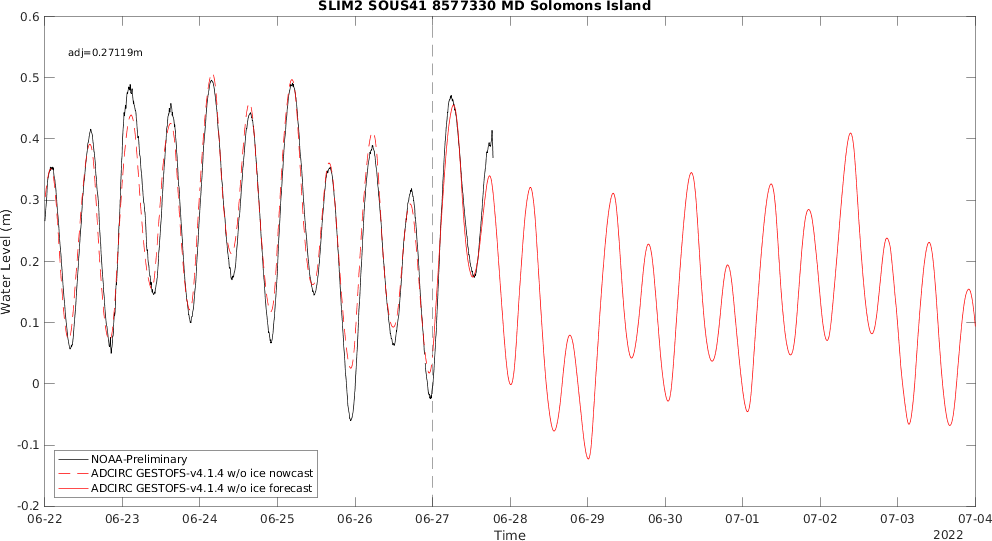 SLIM2 SOUS41 8577330 MD Solomons Island
adj=0.27119m
0.6
0.5
0.4
0.3
0.2
0.1
0
-0.1
-0.2
Water Level (m)
NOAA-Preliminary
ADCIRC GESTOFS-v4.1.4 w/o ice nowcast
ADCIRC GESTOFS-v4.1.4 w/o ice forecast
06-22 06-23 06-24 06-25 06-26 06-27 06-28 06-29 06-30 07-01 07-02 07-03 07-04
Time
2022